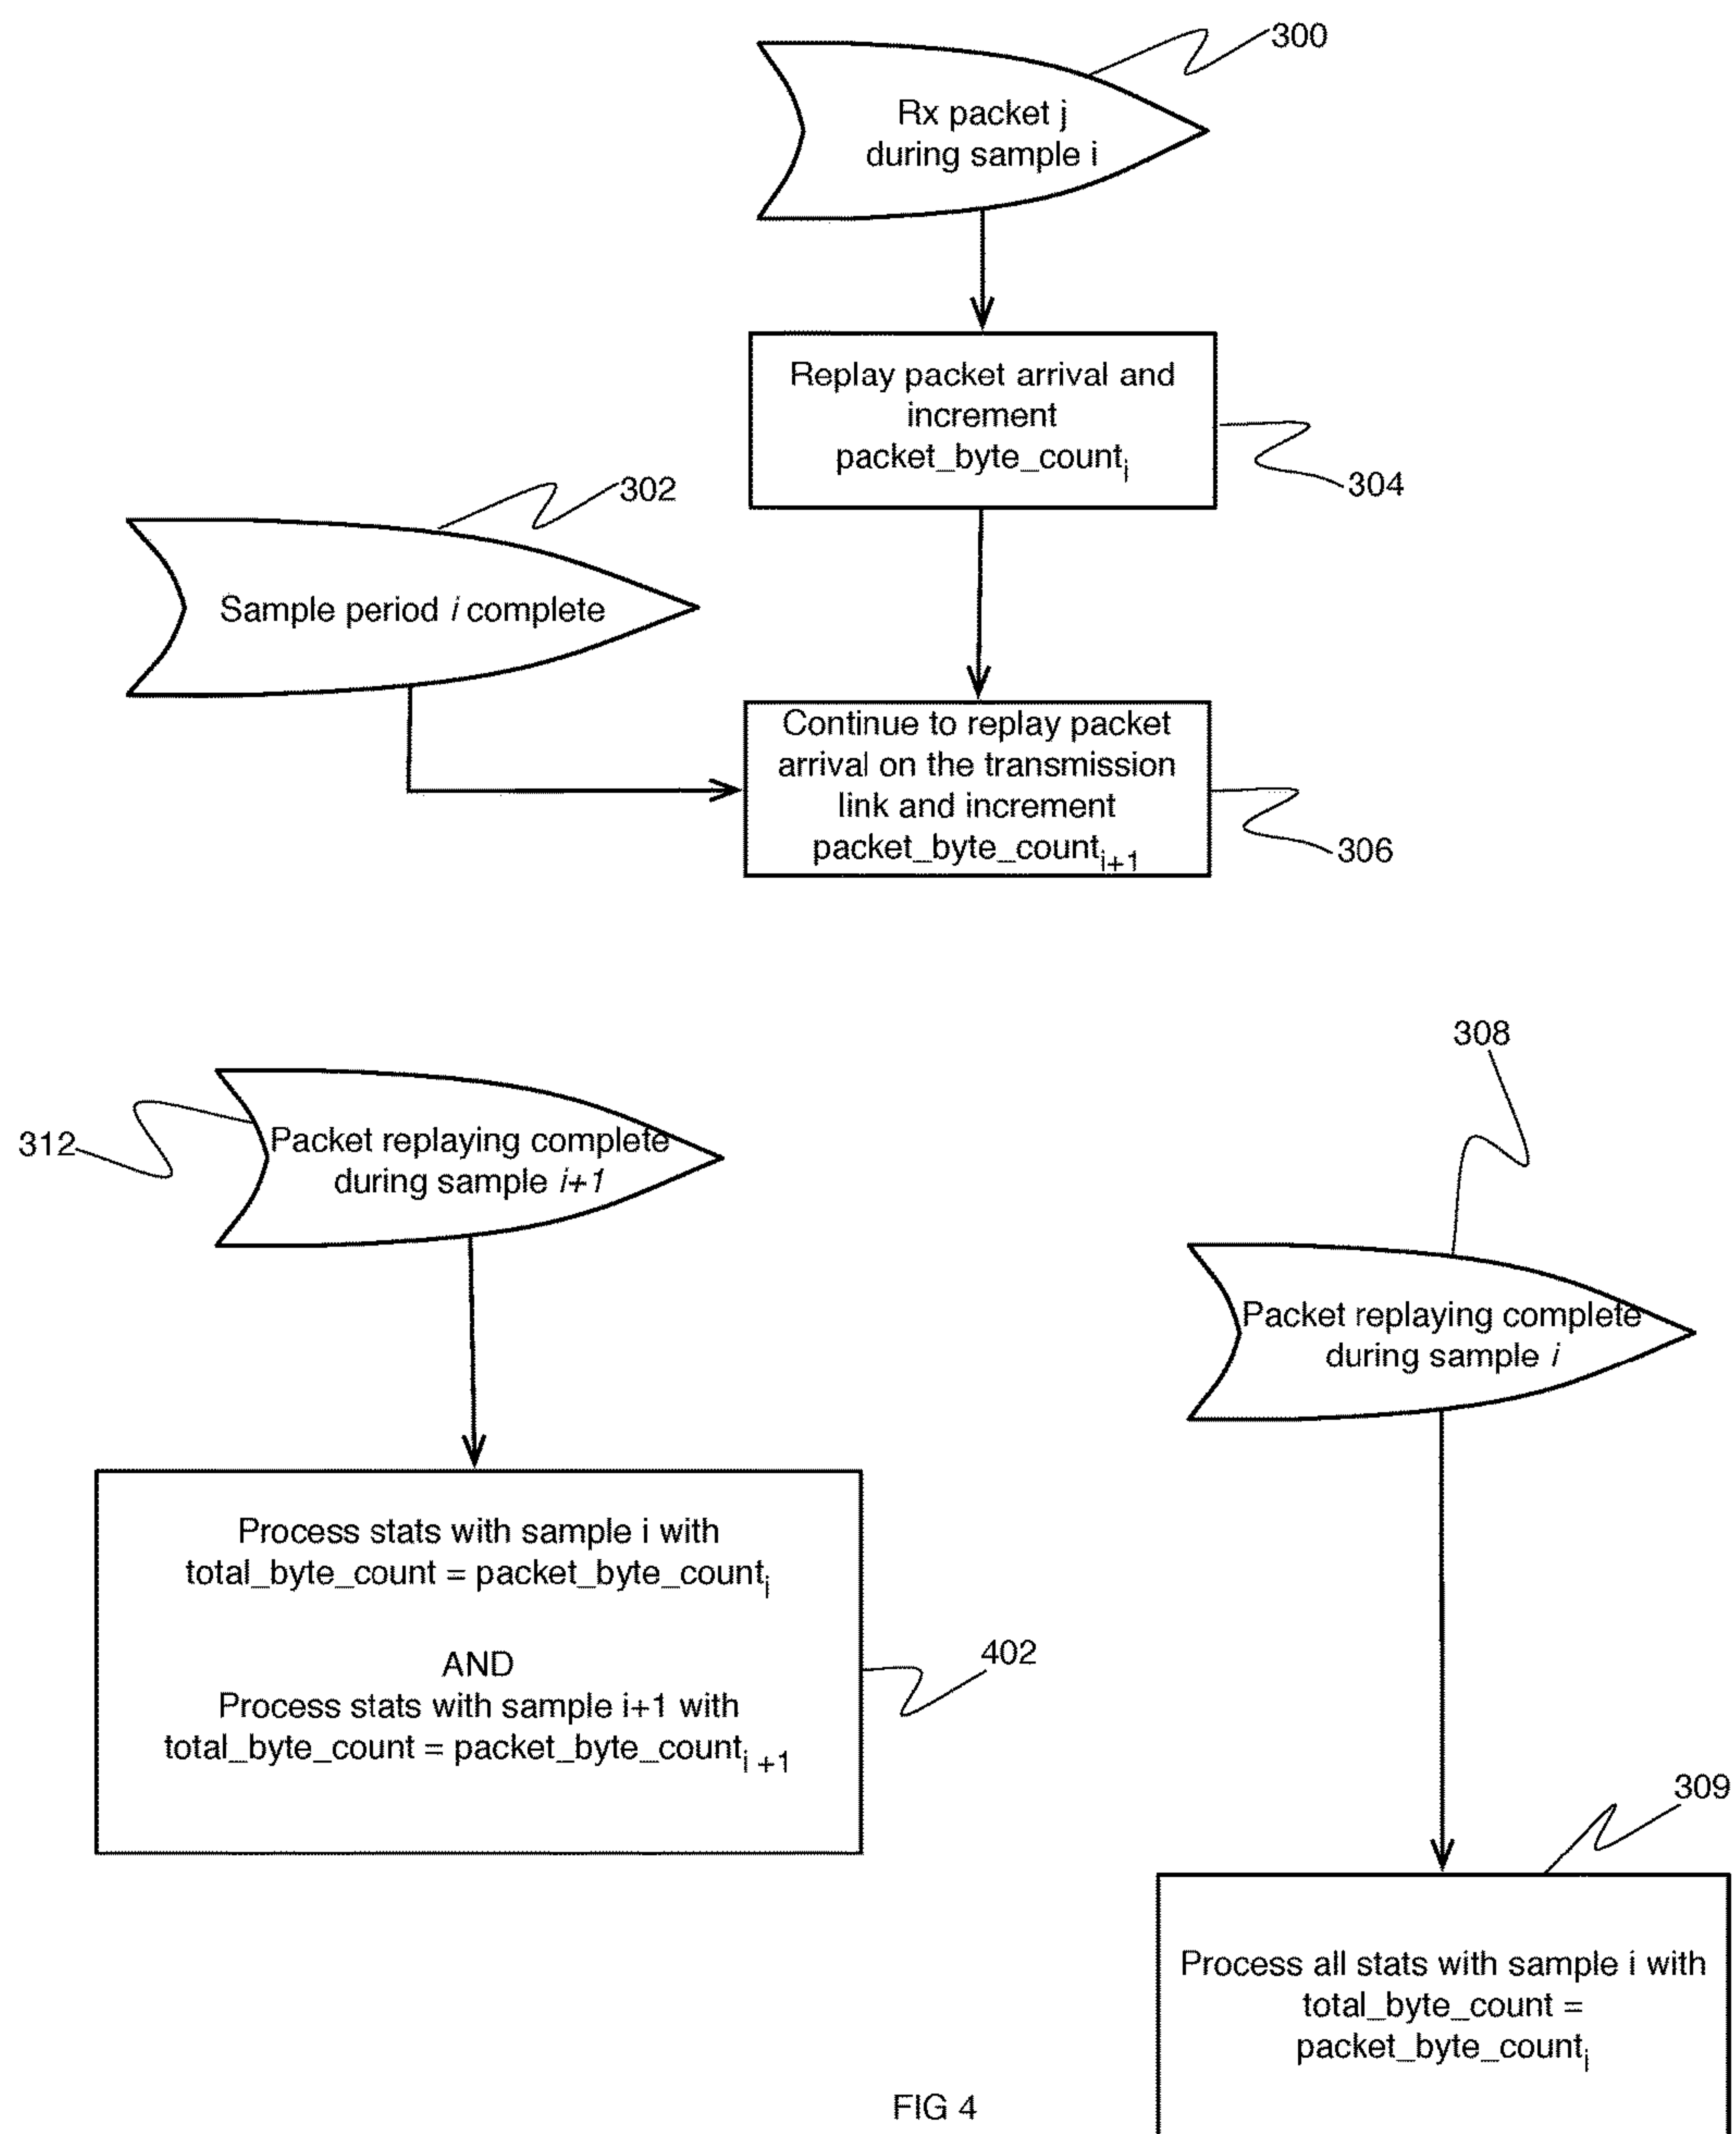 300
Rx packet j
during sample i
Replay packet arrival and
increment
packet_byte_countj
304
302
Sample period i complete
Continue to replay packet
arrival on the transmission
link and increment
packet_byte_counti+1
306
308
312
Packet replaying complete
during sample i+1
Packet replaying complete
during sample i
Process stats with sample i with
total_byte_count = packet_byte_countj
AND
Process stats with sample i+1 with
total_byte_count = packet_byte_counti +1
402
309
Process all stats with sample i with
total_byte_count =
packet_byte_countj
FIG 4